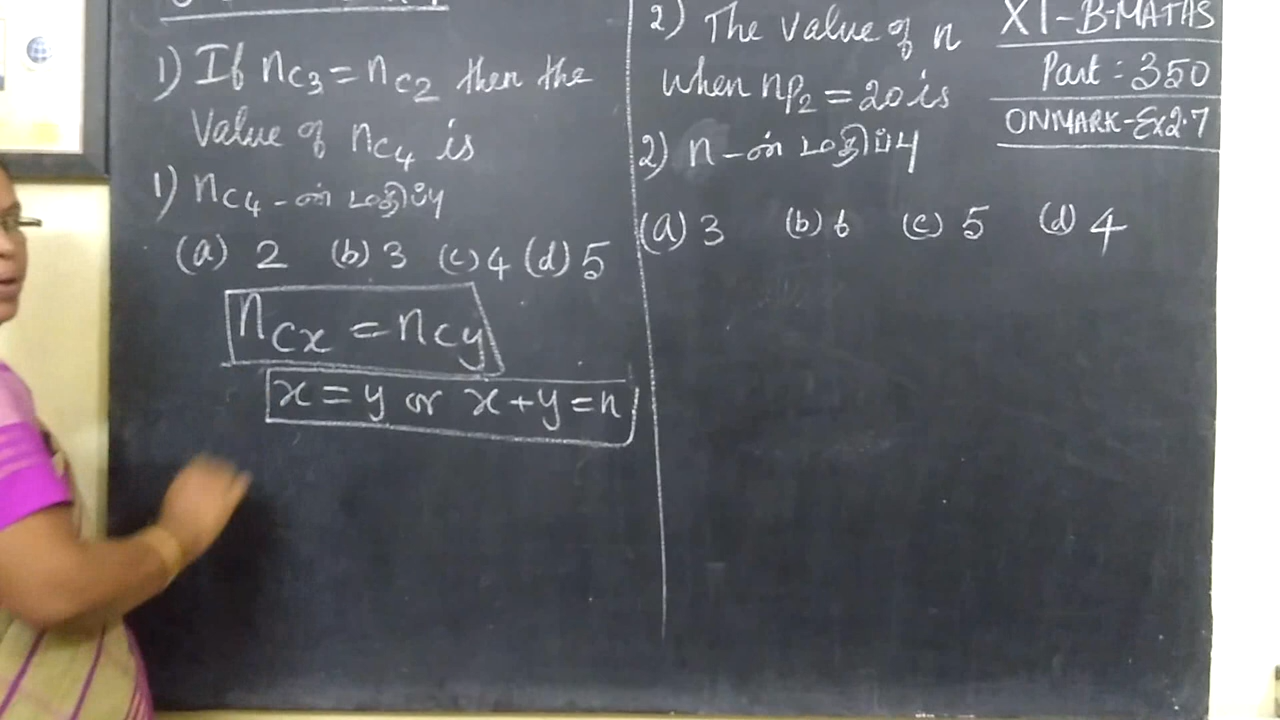 1) If nC3 = nC2 then the
Value of nC4 is
1) nC4 - ன் மதிப்பு
(a) 2 (b) 3 (c) 4 (d) 5
nCx = nCy
x = y or x + y = n
2) The value of n
when nP2 = 20 is
2) n - ன் மதிப்பு
(a) 3 (b) 6 (c) 5 (d) 4
XI - B-MATHS
Part : 350
ONMARK - Ex2.7